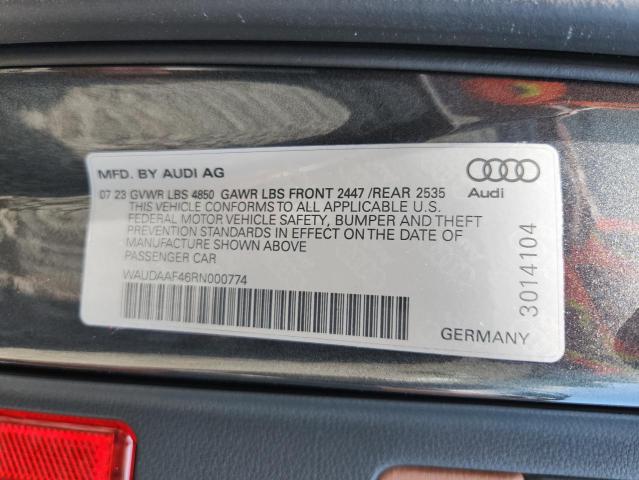 MFD. BY AUDI AG
07 23 GVWR LBS 4850 GAWR LBS FRONT 2447 /REAR 2535
THIS VEHICLE CONFORMS TO ALL APPLICABLE U.S.
FEDERAL MOTOR VEHICLE SAFETY, BUMPER AND THEFT
PREVENTION STANDARDS IN EFFECT ON THE DATE OF
MANUFACTURE SHOWN ABOVE
PASSENGER CAR
WAUDAAF46RN000774
Audi
3014104
GERMANY